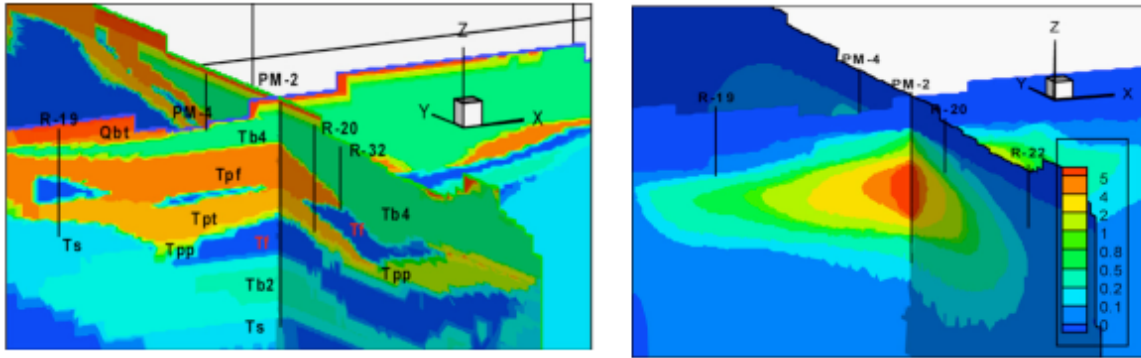 Z
Y
X
PM-2
PM-4
R-19
Qbt
R-20
Tb4
R-32
Tpf
Tb4
Tpt
Tf
Ts
Tpp
Tf
Tpp
Tb2
Ts
Z
PM-4
Y
X
PM-2
R-19
R-20
R-22
5
4
2
1
0.8
0.5
0.2
0.1
0